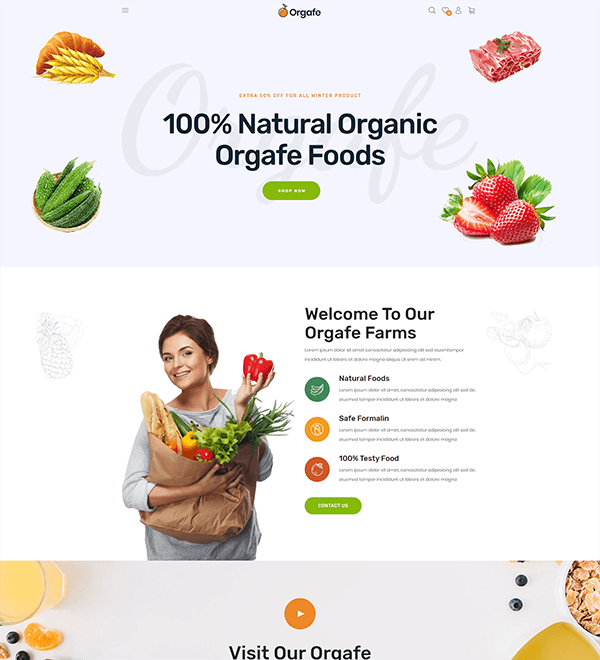 Orgafe
EXTRA 50% OFF FOR ALL WINTER PRODUCT
Orgafe
100% Natural Organic
Orgafe Foods
SHOP NOW
Welcome To Our
Orgafe Farms
Lorem ipsum dolor sit amet consectetur adipisicing elit sed eiusmod tempor
incididunt ut labore et dolore magna aliqua ut enim ad minim.
Natural Foods
Lorem ipsum dolor sit amet, consectetur adipisicing elit, sed do
eiusmod tempor incididunt ut labore et dolore magna
Safe Formalin
Lorem ipsum dolor sit amet, consectetur adipisicing elit, sed do
eiusmod tempor incididunt ut labore et dolore magna
100% Testy Food
Lorem ipsum dolor sit amet, consectetur adipisicing elit, sed do
eiusmod tempor incididunt ut labore et dolore magna
CONTACT US
Visit Our Orgafe